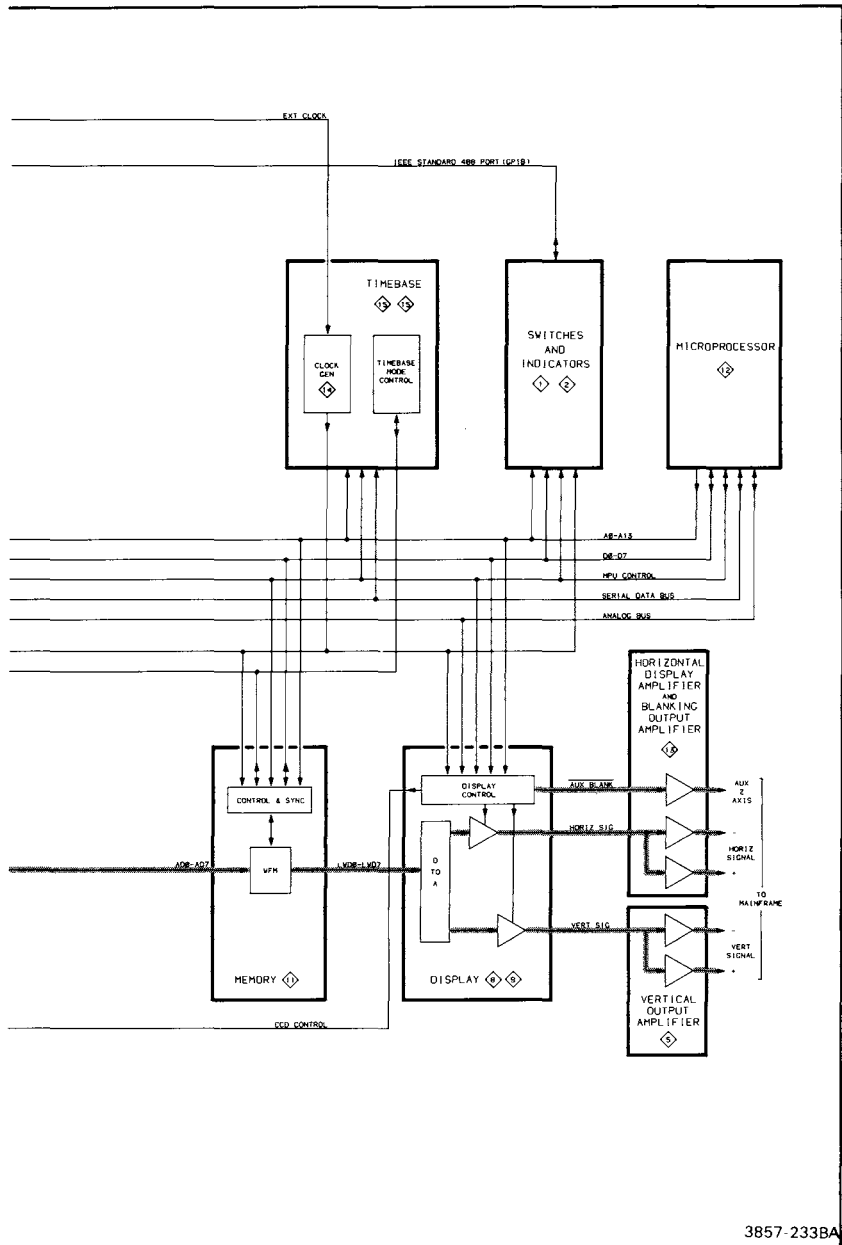 EXT CLOCK
IEEE STANDARD 488 PORT (GPIB)
TIMEBASE
15 15
CLOCK
GEN
14
TIMEBASE
MODE
CONTROL
SWITCHES
AND
INDICATORS
1 2
MICROPROCESSOR
12
A0-A13
D0-D7
MPU CONTROL
SERIAL DATA BUS
ANALOG BUS
HORIZONTAL
DISPLAY
AMPLIFIER
AND
BLANKING
OUTPUT
AMPLIFIER
CONTROL & SYNC
DISPLAY
CONTROL
AUX BLANK
AUX
Z
AXIS
HORIZ SIG
-
HORIZ
SIGNAL
+
TO
MAINFRAME
AD0-AD7
WFM
LWD0-LWD7
D
T
O
A
VERT SIG
-
VERT
SIGNAL
+
MEMORY 11
DISPLAY 8 9
VERTICAL
OUTPUT
AMPLIFIER
5
CCD CONTROL
3857-233BA